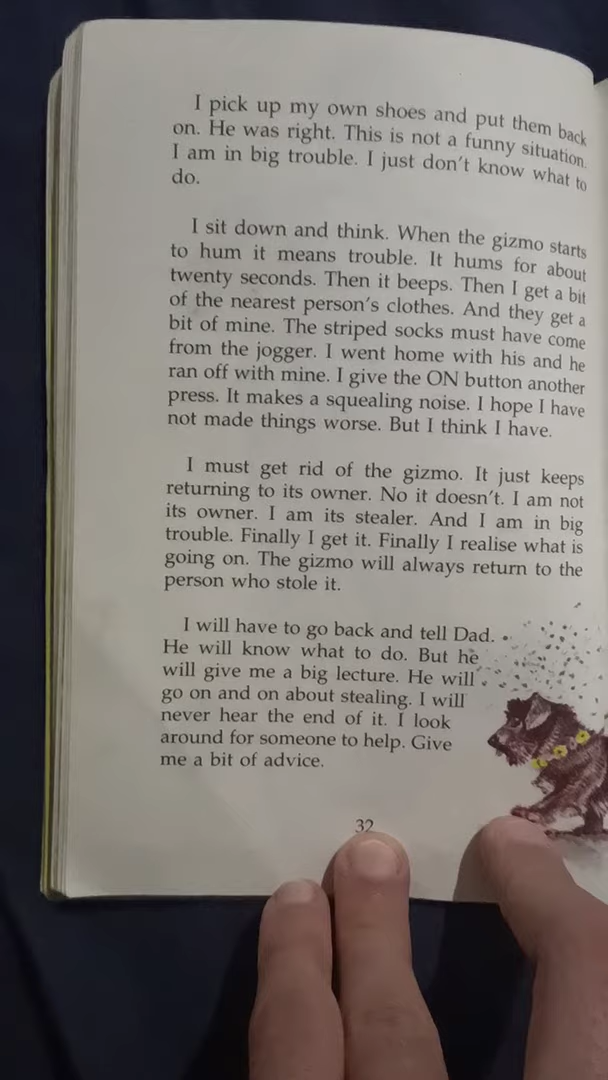 I pick up my own shoes and put them back
on. He was right. This is not a funny situation.
I am in big trouble. I just don't know what to
do.
I sit down and think. When the gizmo starts
to hum it means trouble. It hums for about
twenty seconds. Then it beeps. Then I get a bit
of the nearest person's clothes. And they get a
bit of mine. The striped socks must have come
from the jogger. I went home with his and he
ran off with mine. I give the ON button another
press. It makes a squealing noise. I hope I have
not made things worse. But I think I have.
I must get rid of the gizmo. It just keeps
returning to its owner. No it doesn't. I am not
its owner. I am its stealer. And I am in big
trouble. Finally I get it. Finally I realise what is
going on. The gizmo will always return to the
person who stole it.
I will have to go back and tell Dad.
He will know what to do. But he
will give me a big lecture. He will
go on and on about stealing. I will
never hear the end of it. I look
around for someone to help. Give
me a bit of advice.
32